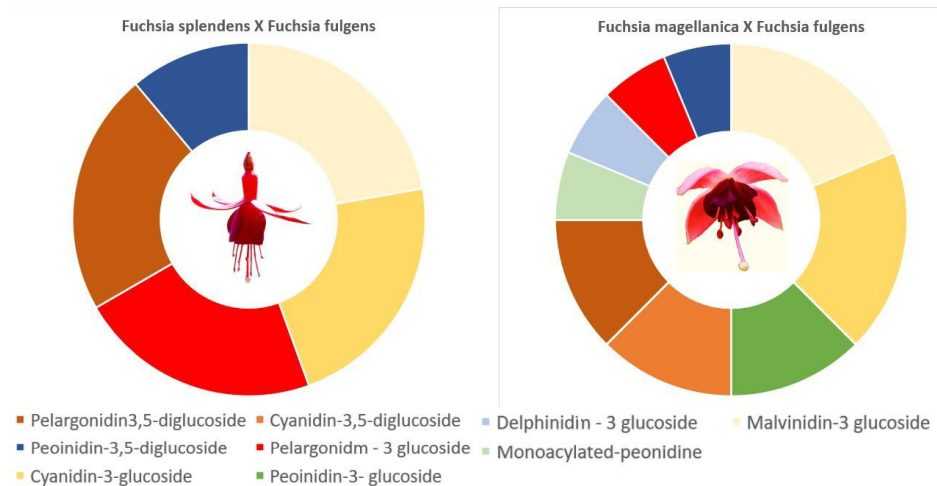 Fuchsia splendens X Fuchsia fulgens
Fuchsia magellanica X Fuchsia fulgens
Pelargonidin3,5-diglucoside
Cyanidin-3,5-diglucoside
Delphinidin - 3 glucoside
Malvinidin-3 glucoside
Peoinidin-3,5-diglucoside
Pelargonidm - 3 glucoside
Monoacylated-peonidine
Cyanidin-3-glucoside
Peoinidin-3- glucoside